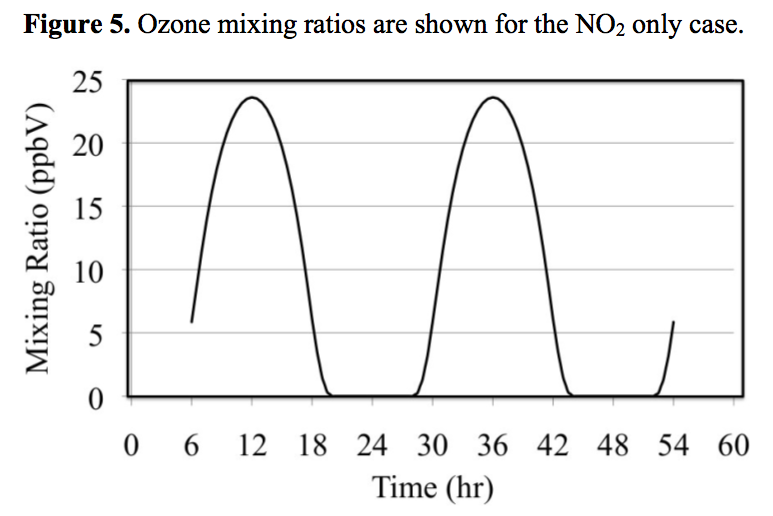 Figure 5. Ozone mixing ratios are shown for the NO₂ only case.
25
20
15
10
5
0
Mixing Ratio (ppbV)
0 6 12 18 24 30 36 42 48 54 60
Time (hr)